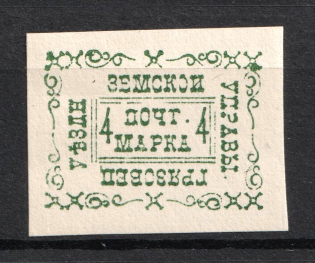 ЗЕМСКОЙ
УПРАВЫ.
ГРЯЗОВЕЦ
УѢЗДН
4 ПОЧТ. 4
МАРКА